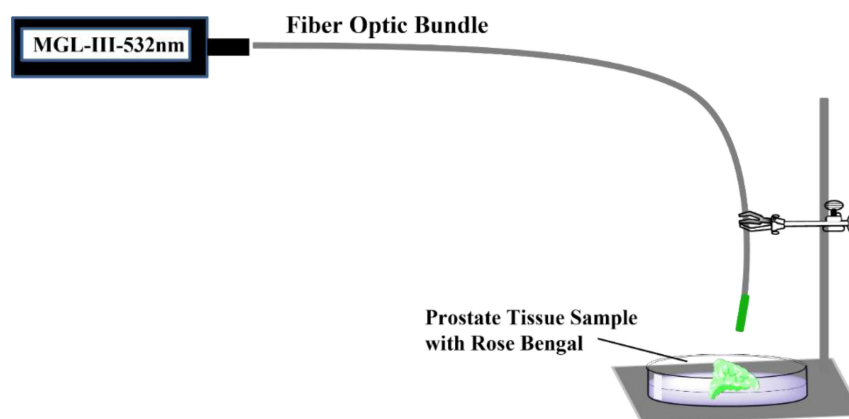 Fiber Optic Bundle
MGL-III-532nm
Prostate Tissue Sample
with Rose Bengal